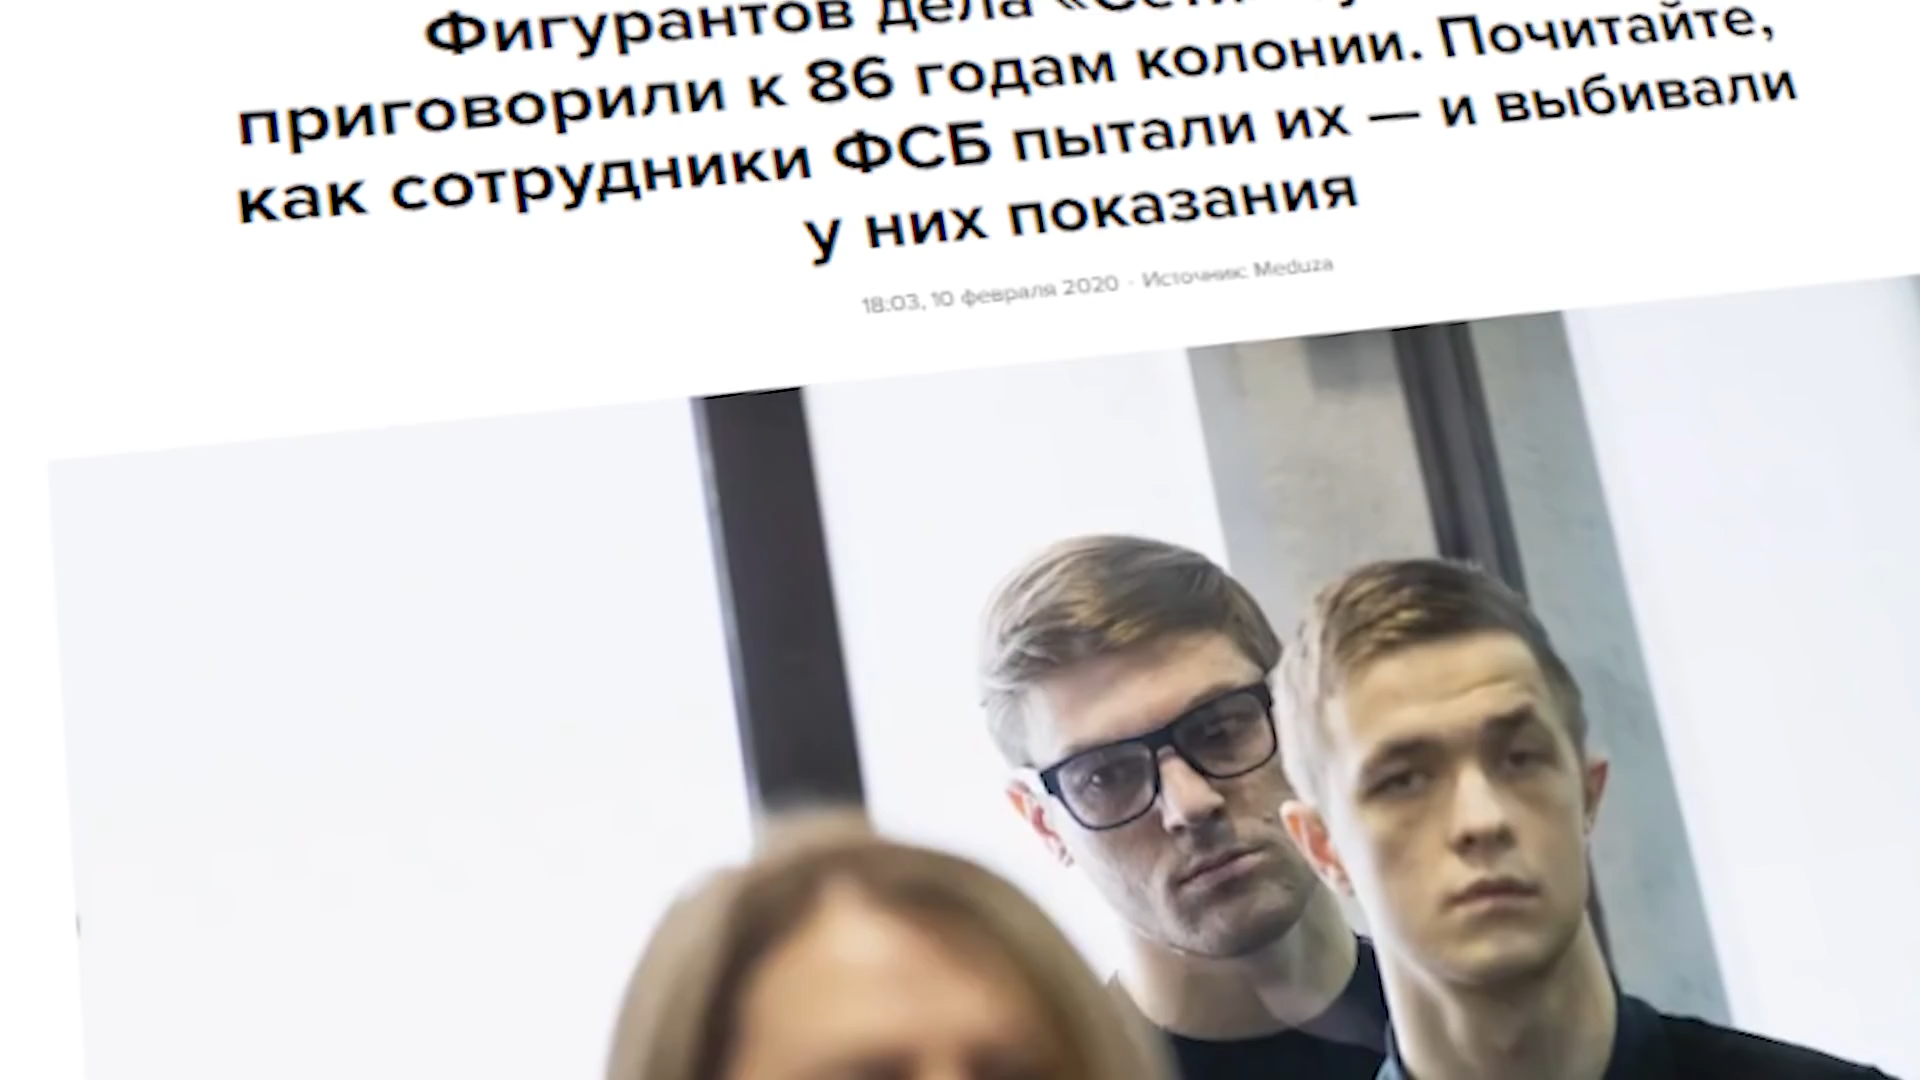 Фигурантов дела «Сети»
приговорили к 86 годам колонии. Почитайте,
как сотрудники ФСБ пытали их — и выбивали
у них показания
18:03, 10 февраля 2020 · Источник: Meduza